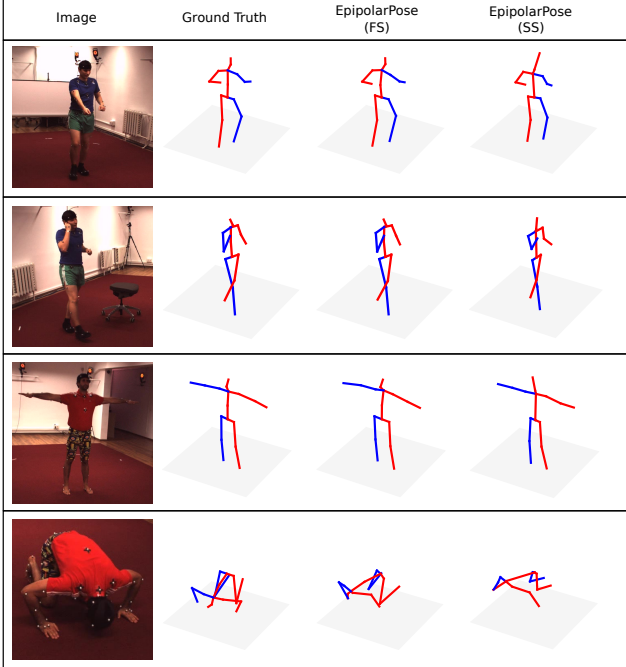 Image
Ground Truth
EpipolarPose
(FS)
EpipolarPose
(SS)